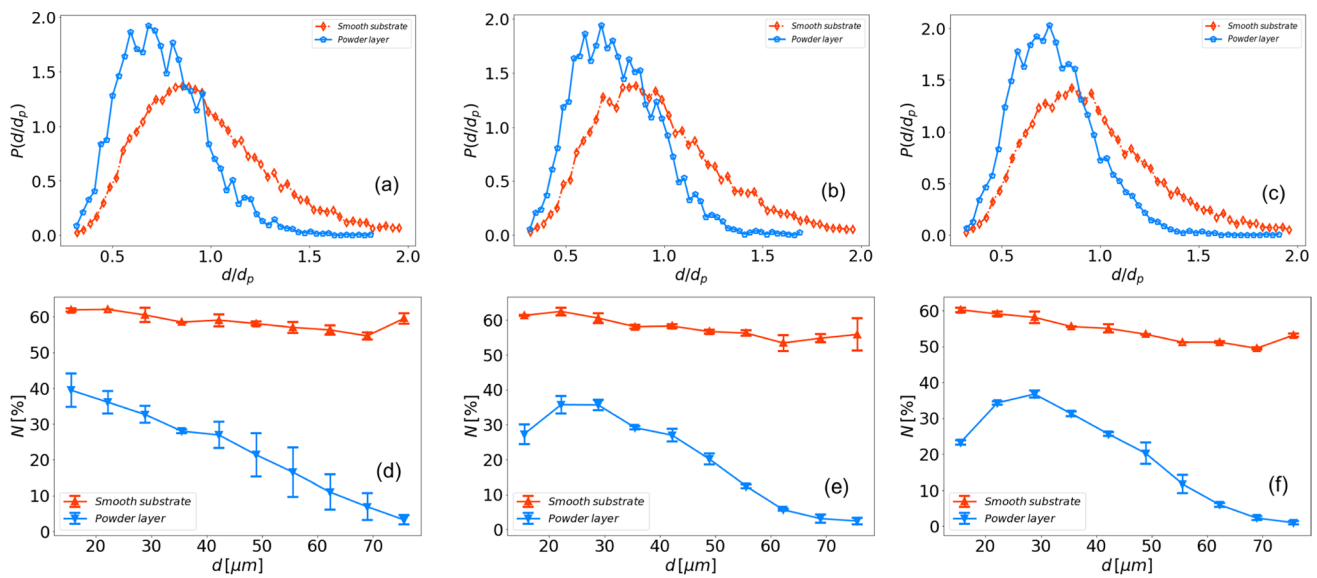 2.0
1.5
1.0
0.5
0.0
P(d/dp)
Smooth substrate
Powder layer
(a)
0.5 1.0 1.5 2.0
d/dp
2.0
1.5
1.0
0.5
0.0
P(d/dp)
Smooth substrate
Powder layer
(b)
0.5 1.0 1.5 2.0
d/dp
2.0
1.5
1.0
0.5
0.0
P(d/dp)
Smooth substrate
Powder layer
(c)
0.5 1.0 1.5 2.0
d/dp
60
50
40
30
20
10
0
N [%]
(d)
Smooth substrate
Powder layer
20 30 40 50 60 70
d [μm]
60
50
40
30
20
10
0
N [%]
(e)
Smooth substrate
Powder layer
20 30 40 50 60 70
d [μm]
60
50
40
30
20
10
0
N [%]
(f)
Smooth substrate
Powder layer
20 30 40 50 60 70
d [μm]